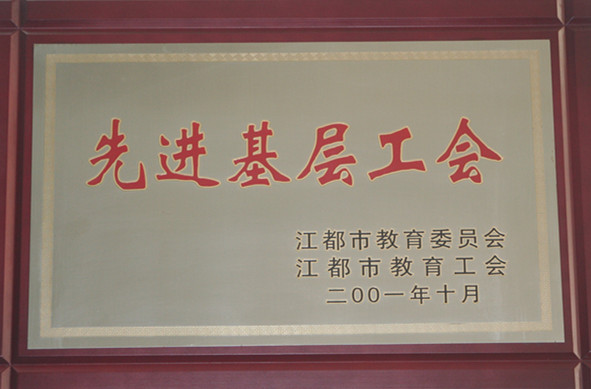 先进基层工会
江都市教育委员会
江都市教育工会
二00一年十月